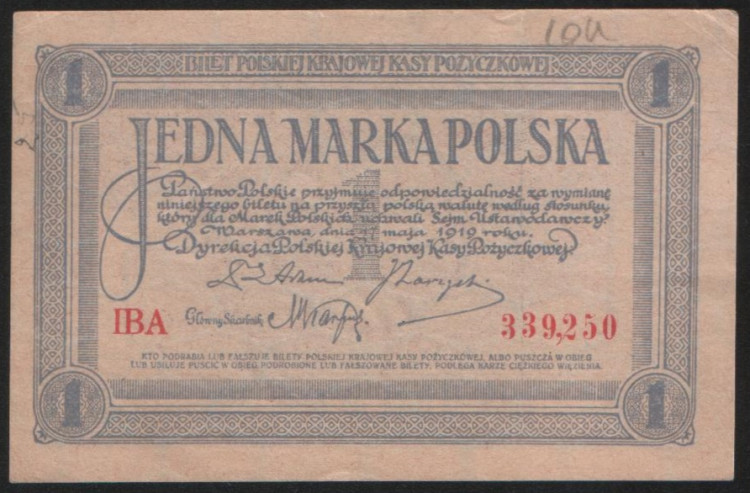 10u
BILET POLSKIEJ KRAJOWEJ KASY POŻYCZKOWEJ
1 1
JEDNA MARKA POLSKA
1
Państwo Polskie przyjmuje odpowiedzialność za wymianę
niniejszego biletu na przyszłą polską walutę według stosunku,
który dla Marek Polskich uchwali Sejm Ustawodawczy.
Warszawa, dnia 17 maja 1919 roku.
Dyrekcja Polskiej Krajowej Kasy Pożyczkowej.
IBA Główny Skarbnik 339,250
KTO PODRABIA LUB FAŁSZUJE BILETY POLSKIEJ KRAJOWEJ KASY POŻYCZKOWEJ, ALBO PUSZCZA W OBIEG
LUB USIŁUJE PUŚCIĆ W OBIEG PODROBIONE LUB FAŁSZOWANE BILETY, PODLEGA KARZE CIĘŻKIEGO WIĘZIENIA.
1 1